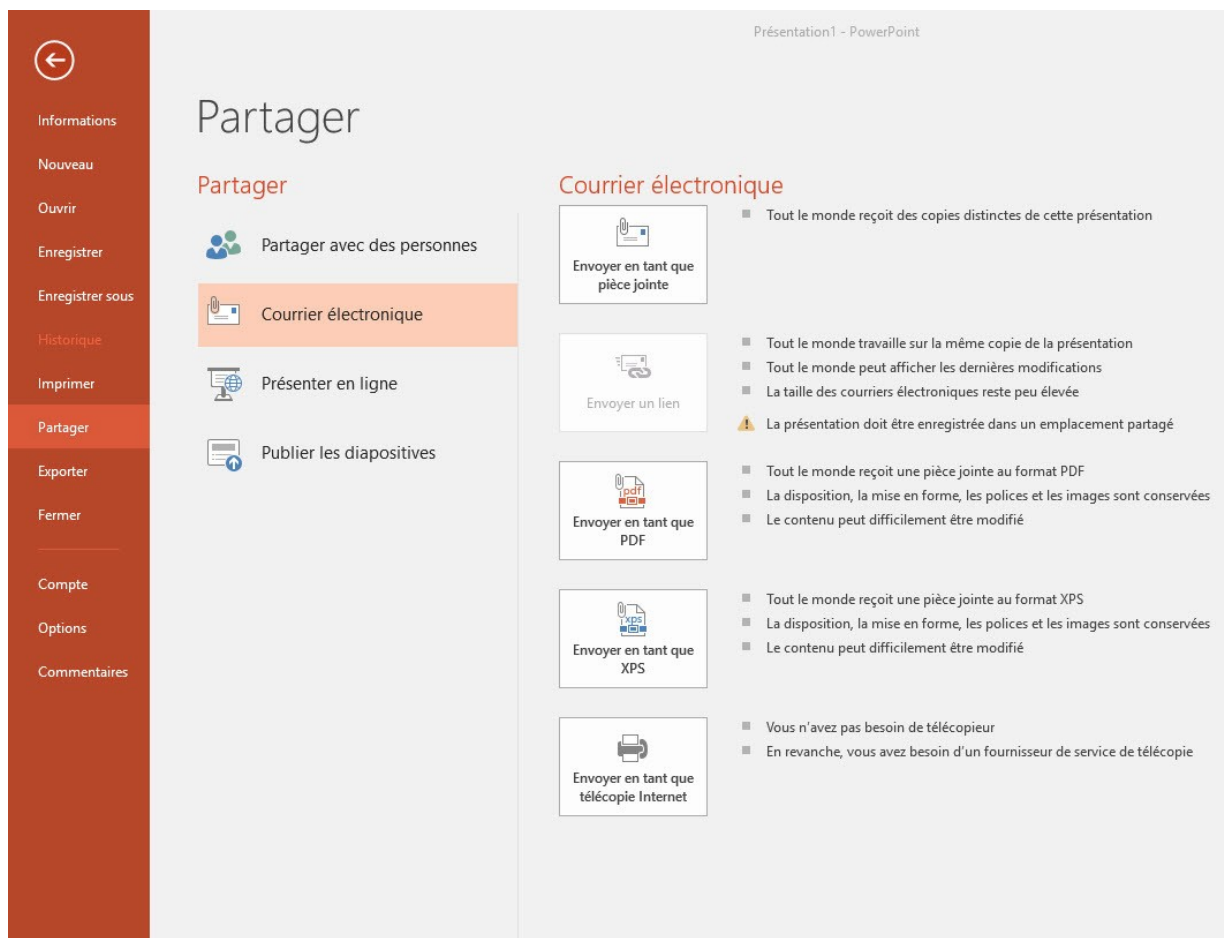 Présentation1 - PowerPoint
Informations
Nouveau
Ouvrir
Enregistrer
Enregistrer sous
Historique
Imprimer
Partager
Exporter
Fermer
Compte
Options
Commentaires
Partager
Partager
Partager avec des personnes
Courrier électronique
Présenter en ligne
Publier les diapositives
Courrier électronique
Envoyer en tant que
pièce jointe
Tout le monde reçoit des copies distinctes de cette présentation
Envoyer un lien
Tout le monde travaille sur la même copie de la présentation
Tout le monde peut afficher les dernières modifications
La taille des courriers électroniques reste peu élevée
La présentation doit être enregistrée dans un emplacement partagé
pdf
Envoyer en tant que
PDF
Tout le monde reçoit une pièce jointe au format PDF
La disposition, la mise en forme, les polices et les images sont conservées
Le contenu peut difficilement être modifié
xps
Envoyer en tant que
XPS
Tout le monde reçoit une pièce jointe au format XPS
La disposition, la mise en forme, les polices et les images sont conservées
Le contenu peut difficilement être modifié
Envoyer en tant que
télécopie Internet
Vous n'avez pas besoin de télécopieur
En revanche, vous avez besoin d'un fournisseur de service de télécopie